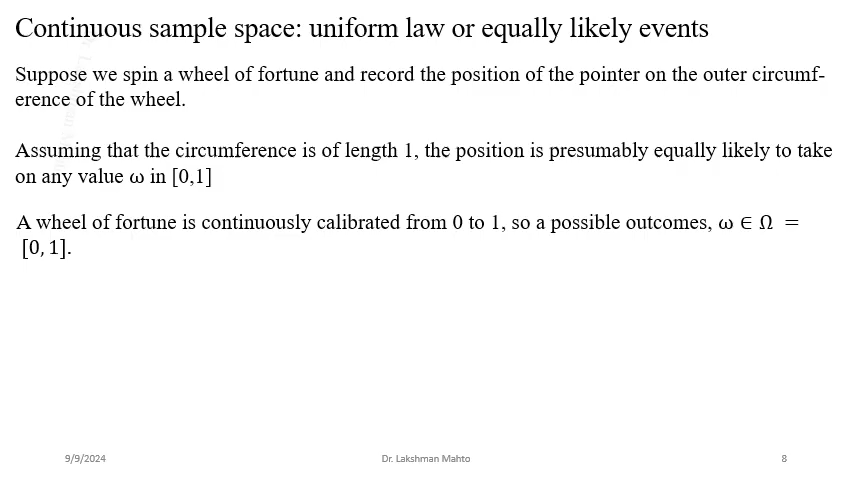 Continuous sample space: uniform law or equally likely events
Suppose we spin a wheel of fortune and record the position of the pointer on the outer circumf-
erence of the wheel.
Assuming that the circumference is of length 1, the position is presumably equally likely to take
on any value ω in [0,1]
A wheel of fortune is continuously calibrated from 0 to 1, so a possible outcomes, ω ∈ Ω =
[0, 1].
9/9/2024
Dr. Lakshman Mahto
8